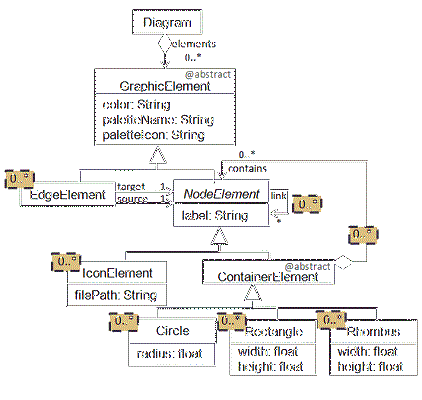 Diagram
elements
0..*
@abstract
GraphicElement
color: String
paletteName: String
paletteIcon: String
0..*
contains
0..*
EdgeElement
target 1
source 1
NodeElement
label: String
link
0..*
*
0..*
0..*
IconElement
filePath: String
@abstract
ContainerElement
0..*
Circle
radius: float
0..*
Rectangle
width: float
height: float
0..*
Rhombus
width: float
height: float